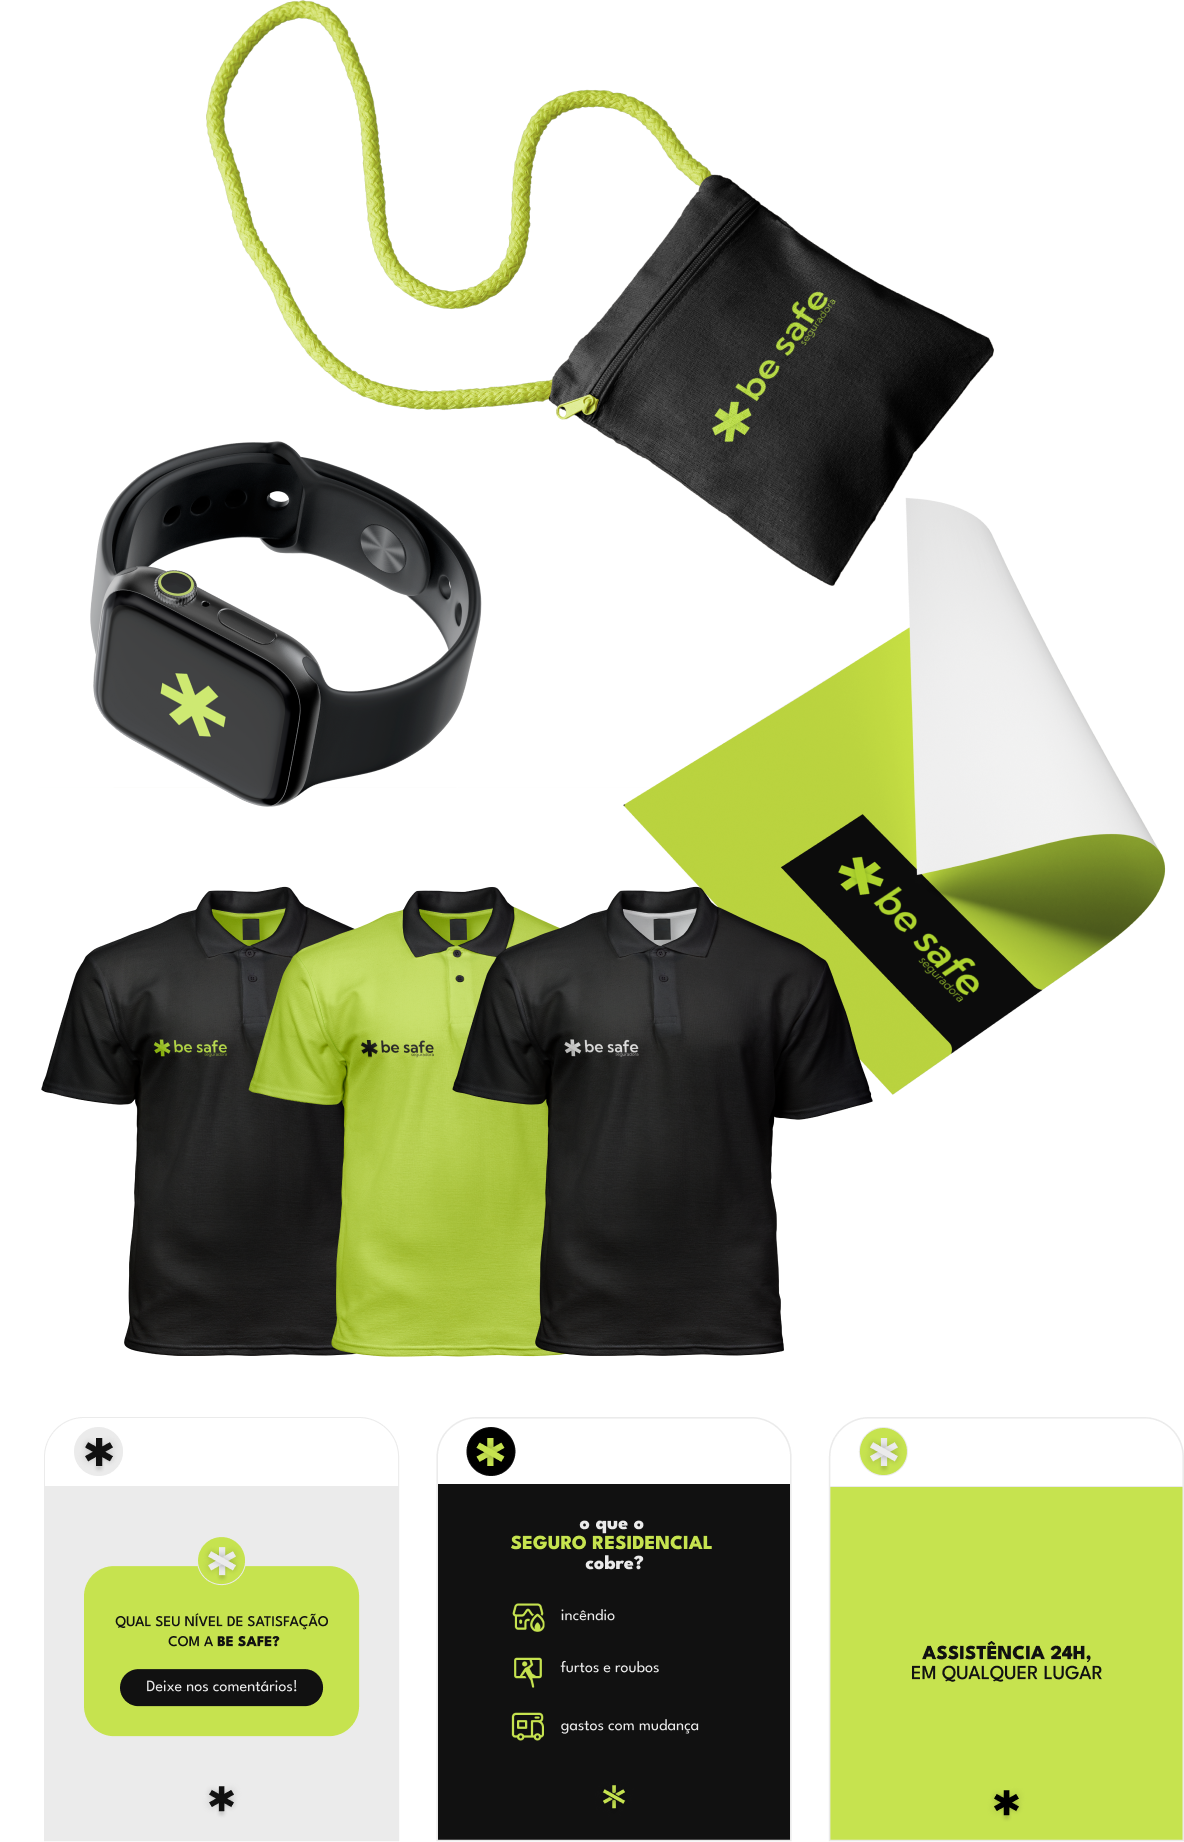 be safe
seguradora
be safe
seguradora
be safe
seguradora
be safe
seguradora
be safe
QUAL SEU NÍVEL DE SATISFAÇÃO
COM A BE SAFE?
Deixe nos comentários!
o que o
SEGURO RESIDENCIAL
cobre?
incêndio
furtos e roubos
gastos com mudança
ASSISTÊNCIA 24H,
EM QUALQUER LUGAR